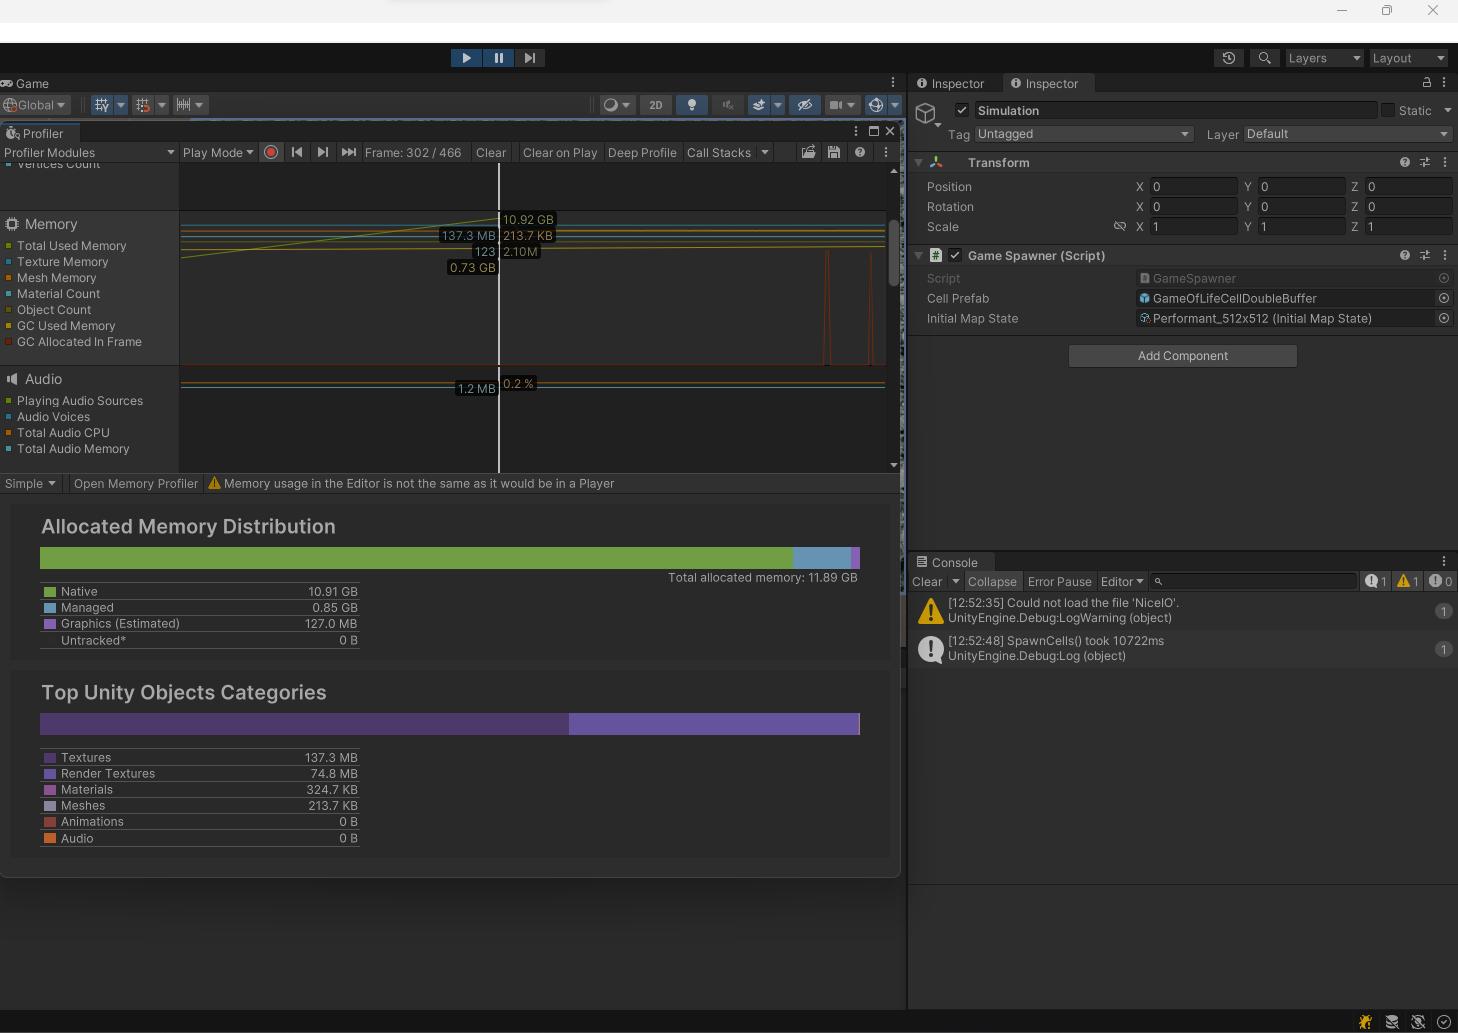 Layers
Layout
Game
Global
2D
Profiler
Profiler Modules
Play Mode
Frame: 302 / 466
Clear
Clear on Play
Deep Profile
Call Stacks
Vertices Count
Memory
Total Used Memory
Texture Memory
Mesh Memory
Material Count
Object Count
GC Used Memory
GC Allocated In Frame
10.92 GB
137.3 MB
213.7 KB
123
2.10M
0.73 GB
Audio
Playing Audio Sources
Audio Voices
Total Audio CPU
Total Audio Memory
1.2 MB
0.2 %
Simple
Open Memory Profiler
Memory usage in the Editor is not the same as it would be in a Player
Allocated Memory Distribution
Total allocated memory: 11.89 GB
Native 10.91 GB
Managed 0.85 GB
Graphics (Estimated) 127.0 MB
Untracked* 0 B
Top Unity Objects Categories
Textures 137.3 MB
Render Textures 74.8 MB
Materials 324.7 KB
Meshes 213.7 KB
Animations 0 B
Audio 0 B
Inspector
Inspector
Simulation
Static
Tag Untagged
Layer Default
Transform
Position X 0 Y 0 Z 0
Rotation X 0 Y 0 Z 0
Scale X 1 Y 1 Z 1
Game Spawner (Script)
Script GameSpawner
Cell Prefab GameOfLifeCellDoubleBuffer
Initial Map State Performant_512x512 (Initial Map State)
Add Component
Console
Clear Collapse Error Pause Editor 1 1 0
[12:52:35] Could not load the file 'NiceIO'.
UnityEngine.Debug:LogWarning (object)
1
[12:52:48] SpawnCells() took 10722ms
UnityEngine.Debug:Log (object)
1